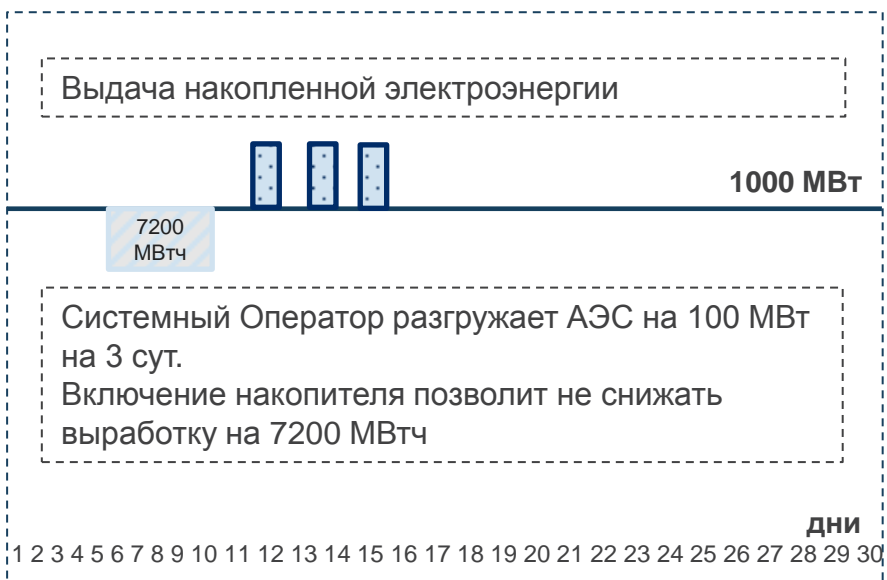 Выдача накопленной электроэнергии
1000 МВт
7200
МВтч
Системный Оператор разгружает АЭС на 100 МВт
на 3 сут.
Включение накопителя позволит не снижать
выработку на 7200 МВтч
дни
1 2 3 4 5 6 7 8 9 10 11 12 13 14 15 16 17 18 19 20 21 22 23 24 25 26 27 28 29 30